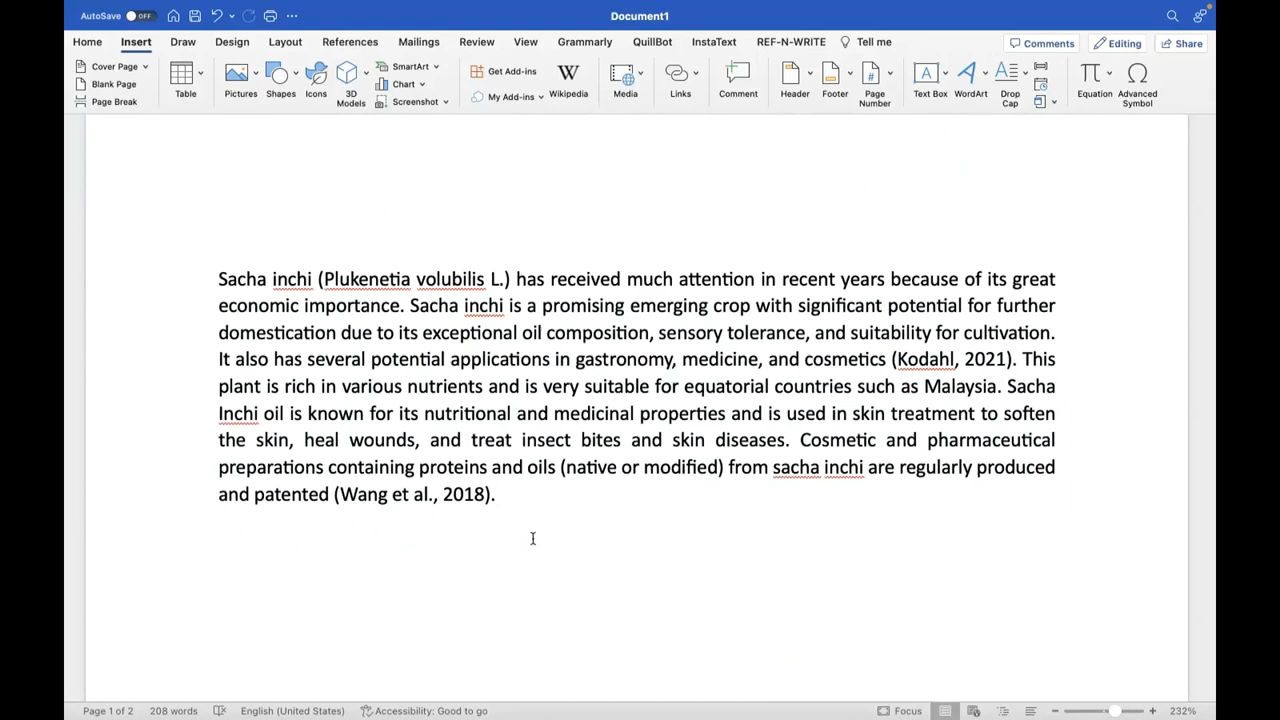 AutoSave OFF Document1
Home Insert Draw Design Layout References Mailings Review View Grammarly QuillBot InstaText REF-N-WRITE Tell me Comments Editing Share
Cover Page
Blank Page
Page Break
Table
Pictures
Shapes
Icons
3D
Models
SmartArt
Chart
Screenshot
Get Add-ins
My Add-ins
Wikipedia
Media
Links
Comment
Header
Footer
Page
Number
Text Box
WordArt
Drop
Cap
Equation
Advanced
Symbol
Sacha inchi (Plukenetia volubilis L.) has received much attention in recent years because of its great
economic importance. Sacha inchi is a promising emerging crop with significant potential for further
domestication due to its exceptional oil composition, sensory tolerance, and suitability for cultivation.
It also has several potential applications in gastronomy, medicine, and cosmetics (Kodahl, 2021). This
plant is rich in various nutrients and is very suitable for equatorial countries such as Malaysia. Sacha
Inchi oil is known for its nutritional and medicinal properties and is used in skin treatment to soften
the skin, heal wounds, and treat insect bites and skin diseases. Cosmetic and pharmaceutical
preparations containing proteins and oils (native or modified) from sacha inchi are regularly produced
and patented (Wang et al., 2018).
Page 1 of 2 208 words English (United States) Accessibility: Good to go Focus 232%